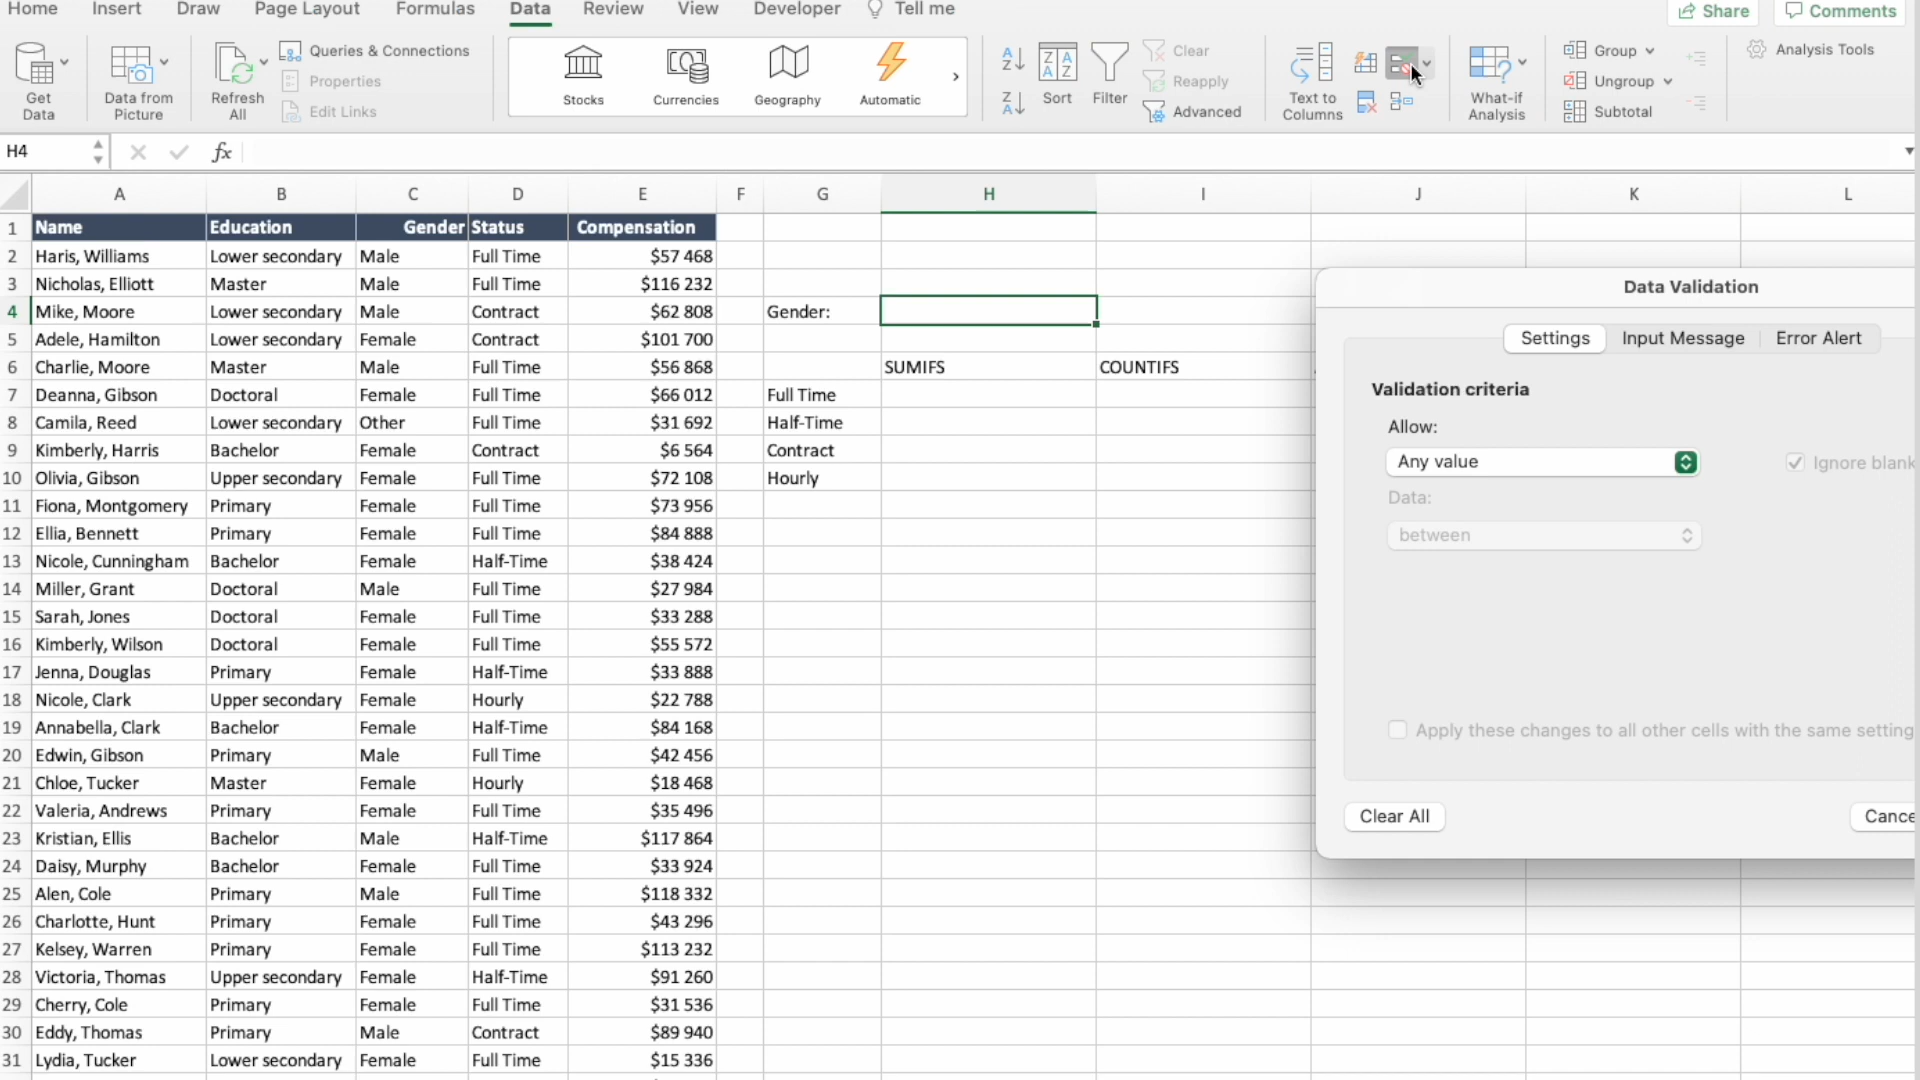 Home Insert Draw Page Layout Formulas Data Review View Developer Tell me Share Comments
Get Data
Data from Picture
Refresh All
Queries & Connections
Properties
Edit Links
Stocks Currencies Geography Automatic
Sort
Filter
Clear
Reapply
Advanced
Text to Columns
What-if Analysis
Group
Ungroup
Subtotal
Analysis Tools
H4 fx
A B C D E F G H I J K L
1 Name Education Gender Status Compensation
2 Haris, Williams Lower secondary Male Full Time $57 468
3 Nicholas, Elliott Master Male Full Time $116 232
4 Mike, Moore Lower secondary Male Contract $62 808 Gender:
5 Adele, Hamilton Lower secondary Female Contract $101 700
6 Charlie, Moore Master Male Full Time $56 868 SUMIFS COUNTIFS
7 Deanna, Gibson Doctoral Female Full Time $66 012 Full Time
8 Camila, Reed Lower secondary Other Full Time $31 692 Half-Time
9 Kimberly, Harris Bachelor Female Contract $6 564 Contract
10 Olivia, Gibson Upper secondary Female Full Time $72 108 Hourly
11 Fiona, Montgomery Primary Female Full Time $73 956
12 Ellia, Bennett Primary Female Full Time $84 888
13 Nicole, Cunningham Bachelor Female Half-Time $38 424
14 Miller, Grant Doctoral Male Full Time $27 984
15 Sarah, Jones Doctoral Female Full Time $33 288
16 Kimberly, Wilson Doctoral Female Full Time $55 572
17 Jenna, Douglas Primary Female Half-Time $33 888
18 Nicole, Clark Upper secondary Female Hourly $22 788
19 Annabella, Clark Bachelor Female Half-Time $84 168
20 Edwin, Gibson Primary Male Full Time $42 456
21 Chloe, Tucker Master Female Hourly $18 468
22 Valeria, Andrews Primary Female Full Time $35 496
23 Kristian, Ellis Bachelor Male Half-Time $117 864
24 Daisy, Murphy Bachelor Female Full Time $33 924
25 Alen, Cole Primary Male Full Time $118 332
26 Charlotte, Hunt Primary Female Full Time $43 296
27 Kelsey, Warren Primary Female Full Time $113 232
28 Victoria, Thomas Upper secondary Female Half-Time $91 260
29 Cherry, Cole Primary Female Full Time $31 536
30 Eddy, Thomas Primary Male Contract $89 940
31 Lydia, Tucker Lower secondary Female Full Time $15 336
Data Validation
Settings Input Message Error Alert
Validation criteria
Allow:
Any value Ignore blank
Data:
between
Apply these changes to all other cells with the same setting
Clear All Cance